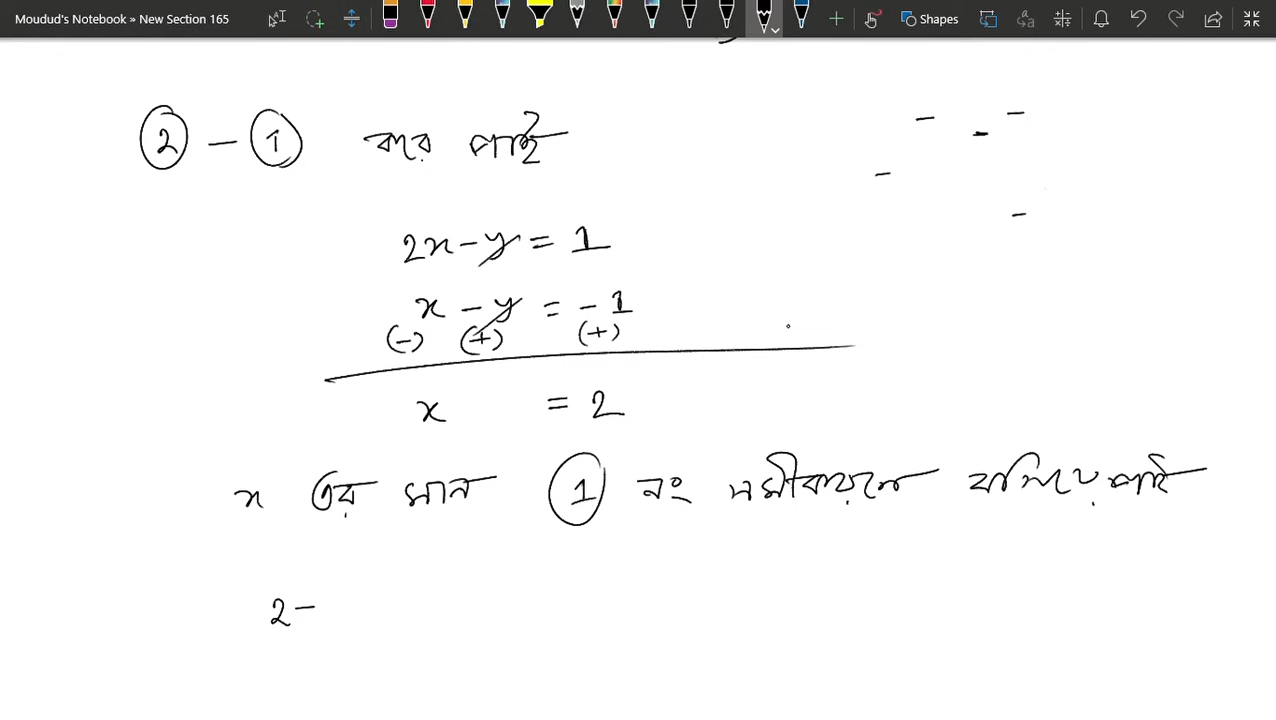 Moudud's Notebook » New Section 165
Shapes
② - ① করে পাই
2x - y = 1
x - y = - 1
(-) (+) (+)
x = 2
x এর মান ① নং সমীকরণে বসিয়ে পাই
2 -